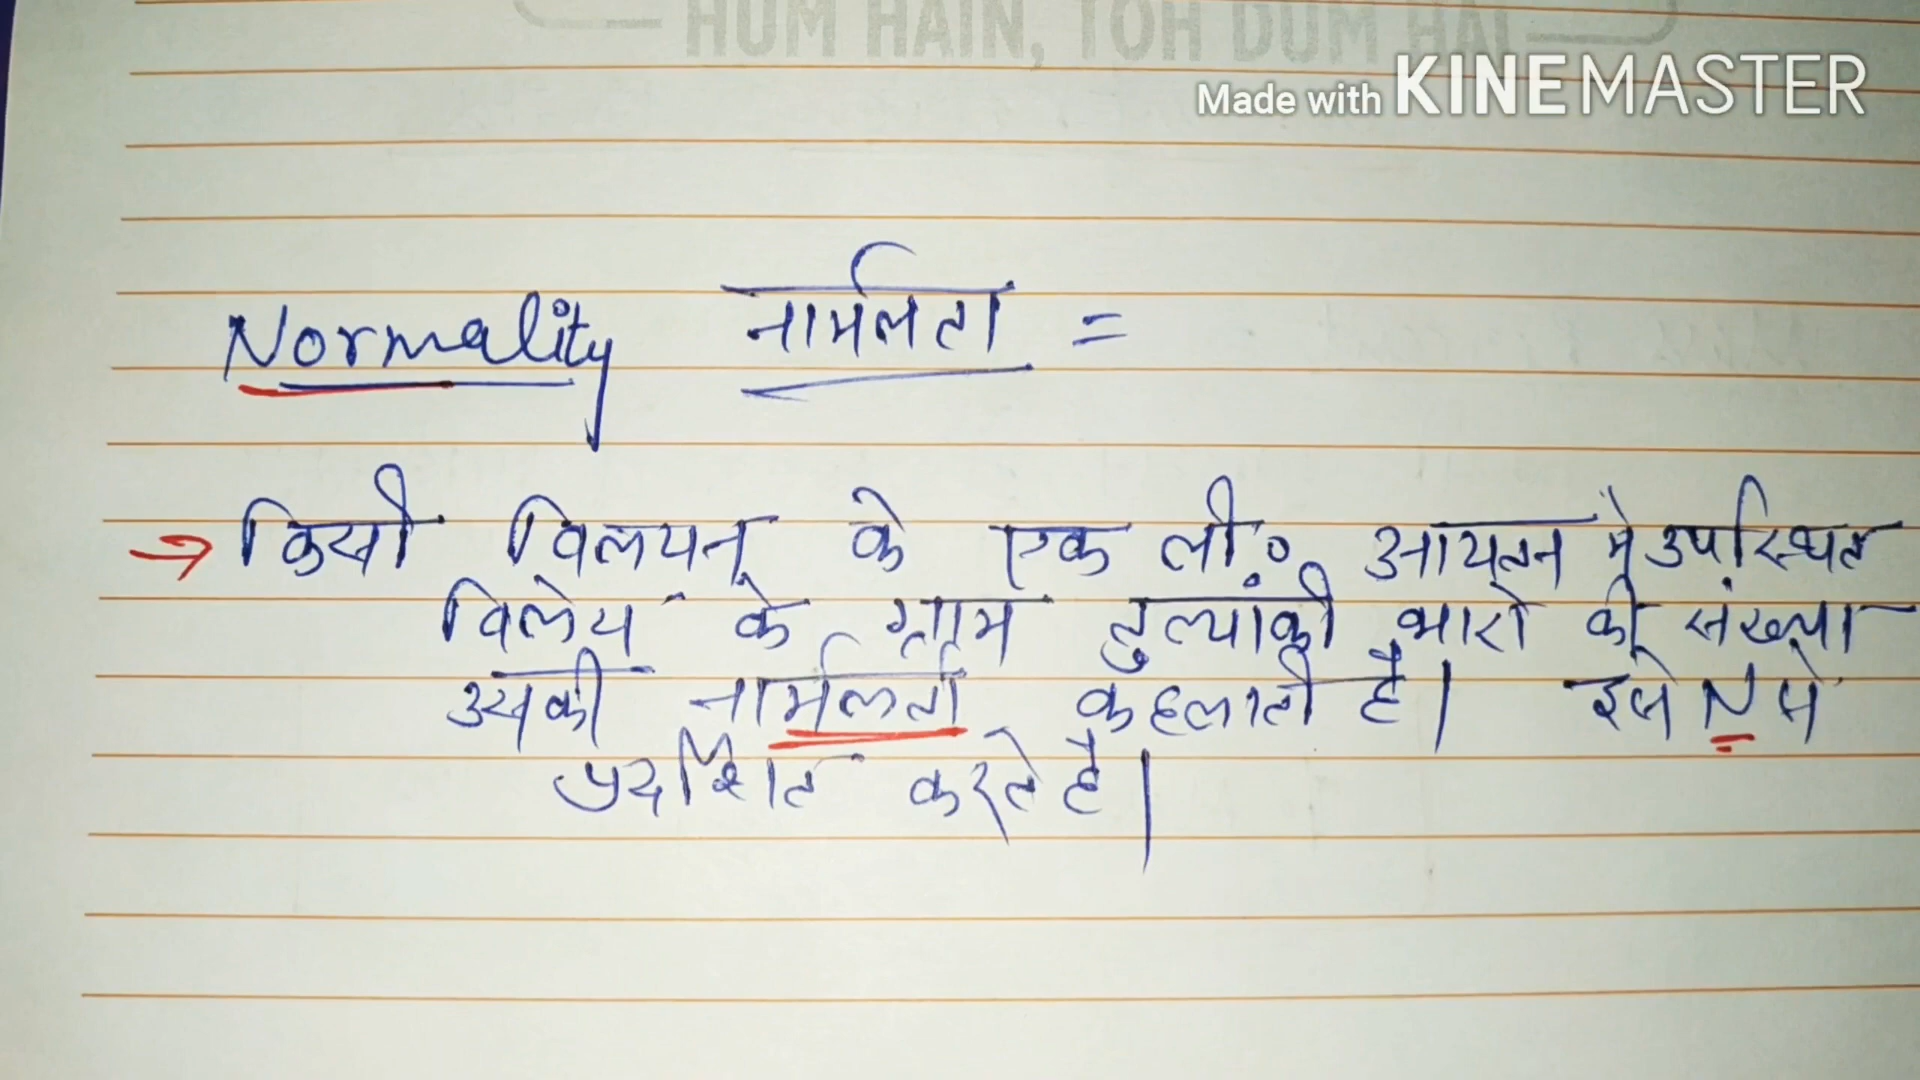 HUM HAIN, TOH DUM HAI
Made with KINEMASTER
Normality नार्मलता =
→ किसी विलयन के एक ली० आयतन मे उपस्थित
विलेय के ग्राम तुल्यांकी भारो की संख्या
उसकी नार्मलता कहलाती है। इसे N से
प्रदर्शित करते है।